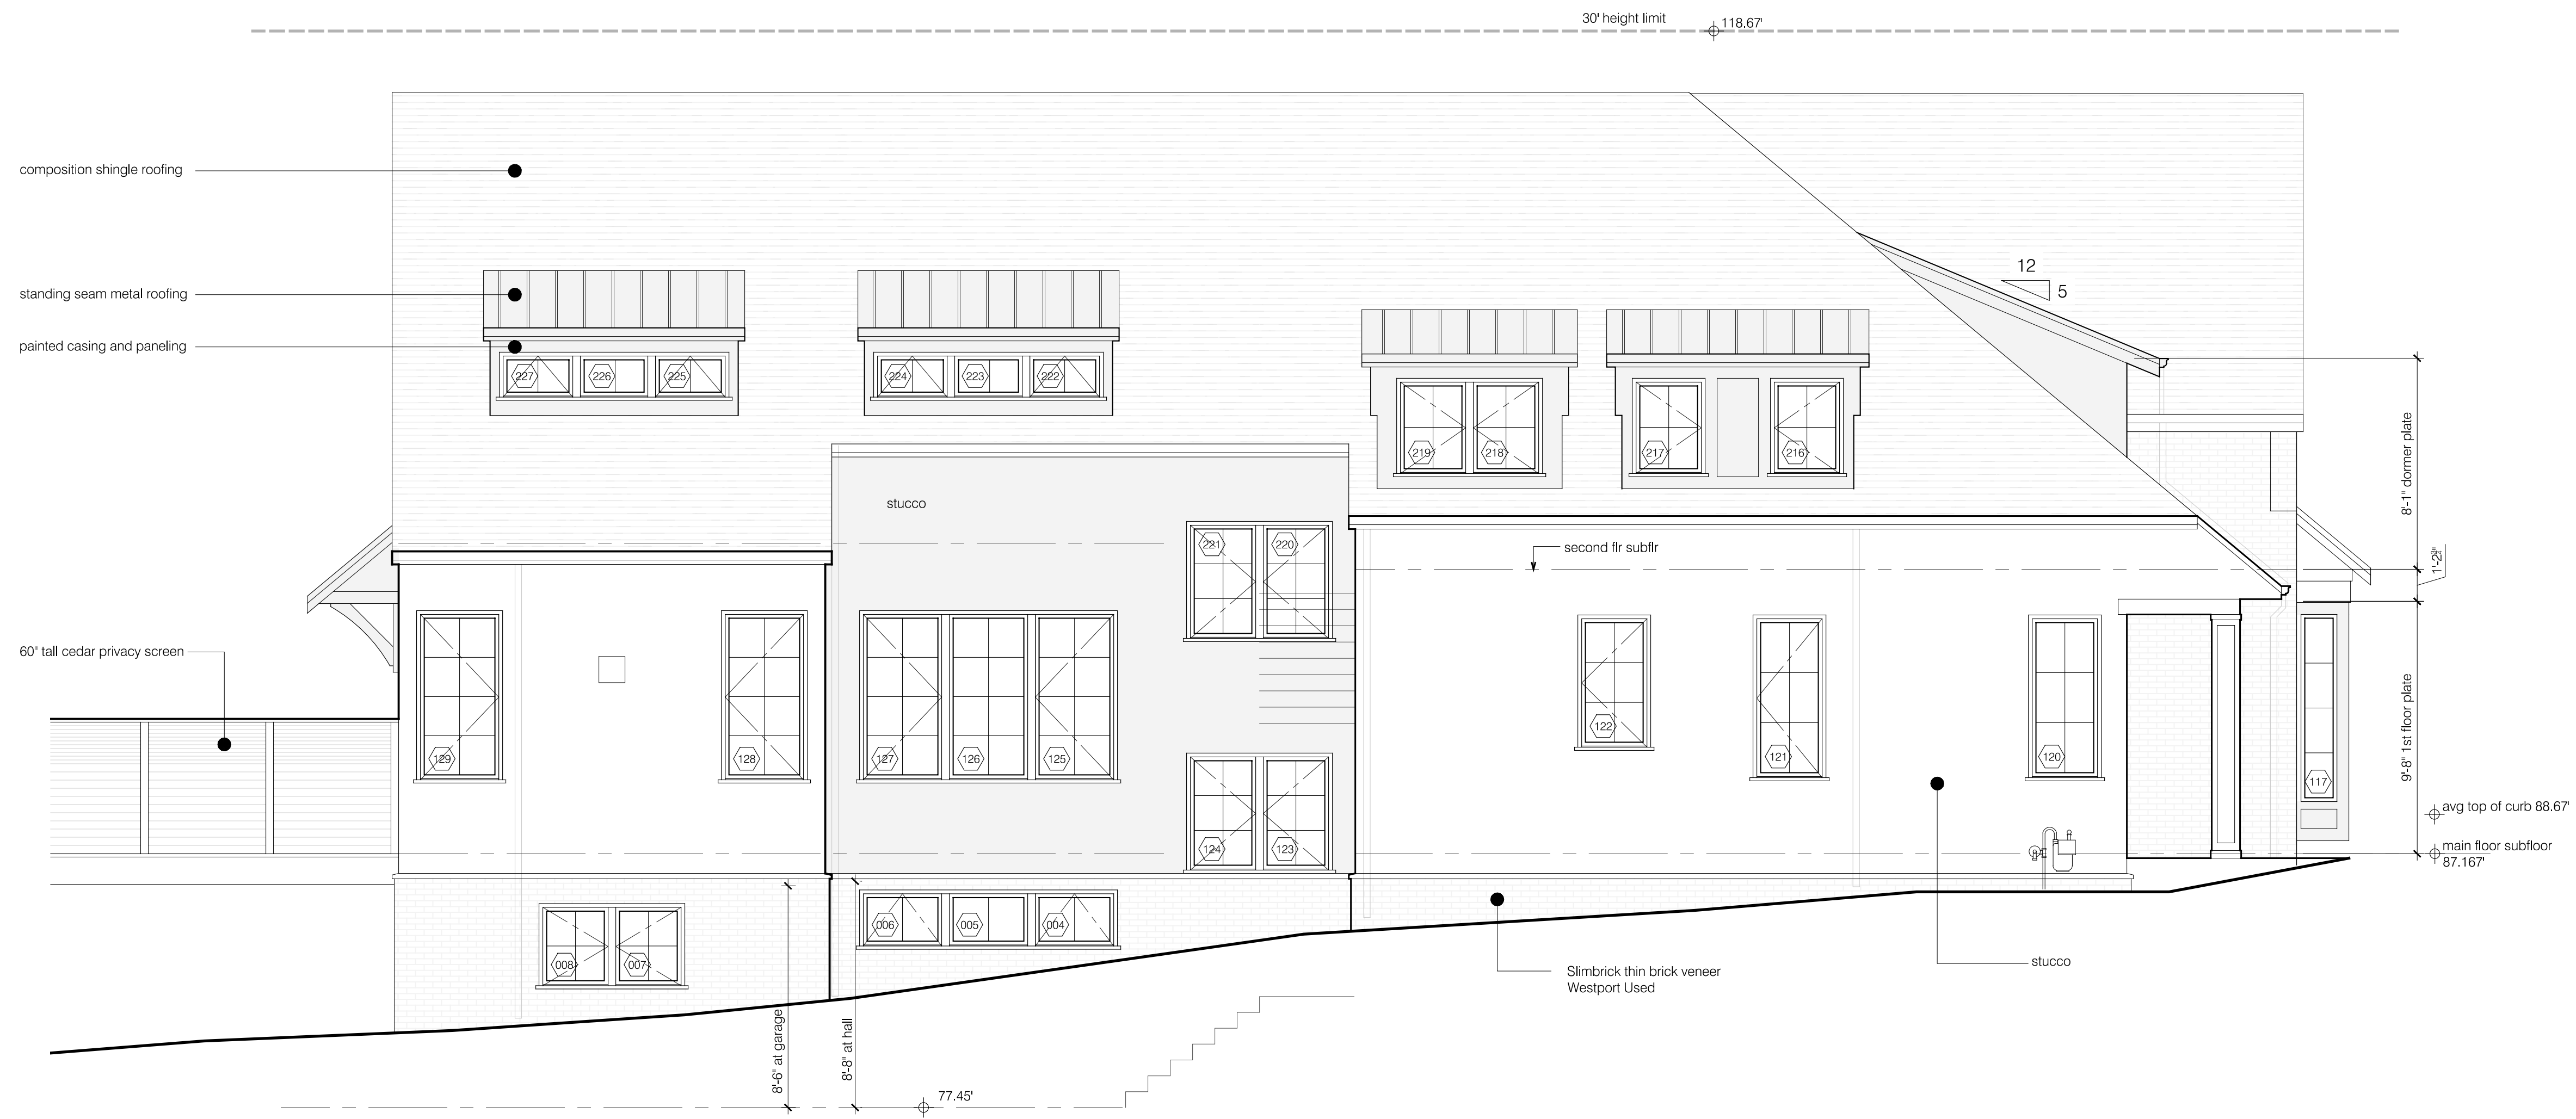 30' height limit
118.67'
composition shingle roofing
12
5
standing seam metal roofing
painted casing and paneling
227
226
225
224
223
222
219
218
217
216
8'-1" dormer plate
stucco
221
220
second flr subflr
1'-2¾"
60" tall cedar privacy screen
129
128
127
126
125
122
121
120
117
9'-8" 1st floor plate
avg top of curb 88.67'
124
123
main floor subfloor
87.167'
006
005
004
008
007
stucco
Slimbrick thin brick veneer
Westport Used
8'-6" at garage
8'-8" at hall
77.45'